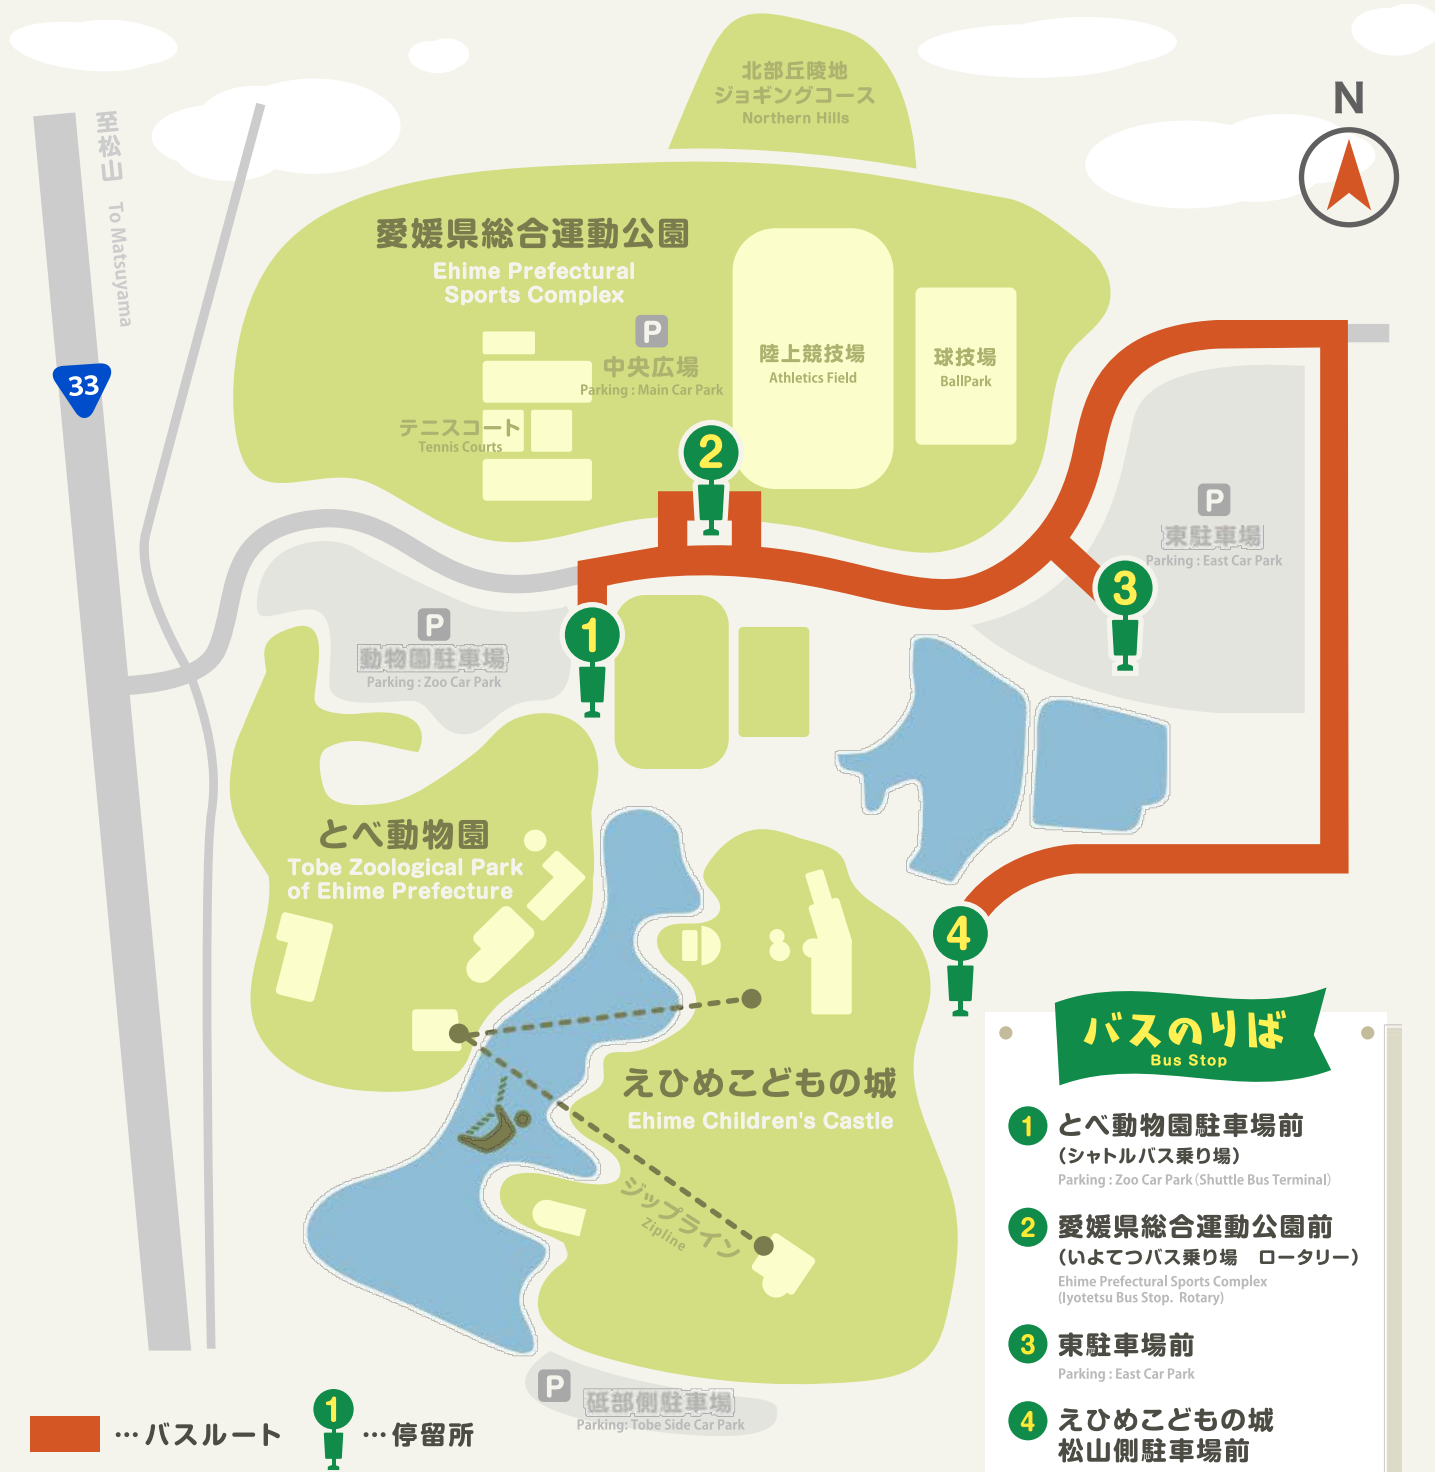 北部丘陵地
ジョギングコース
Northern Hills
N
至松山 To Matsuyama
愛媛県総合運動公園
Ehime Prefectural
Sports Complex
P
中央広場
Parking : Main Car Park
陸上競技場
Athletics Field
球技場
BallPark
33
テニスコート
Tennis Courts
2
P
東駐車場
Parking : East Car Park
3
P
動物園駐車場
Parking : Zoo Car Park
1
とべ動物園
Tobe Zoological Park
of Ehime Prefecture
4
えひめこどもの城
Ehime Children's Castle
ジップライン
Zipline
P
砥部側駐車場
Parking: Tobe Side Car Park
…バスルート
1
…停留所
バスのりば
Bus Stop
1 とべ動物園駐車場前
（シャトルバス乗り場）
Parking : Zoo Car Park（Shuttle Bus Terminal）
2 愛媛県総合運動公園前
（いよてつバス乗り場　ロータリー）
Ehime Prefectural Sports Complex
(Iyotetsu Bus Stop. Rotary)
3 東駐車場前
Parking : East Car Park
4 えひめこどもの城
松山側駐車場前